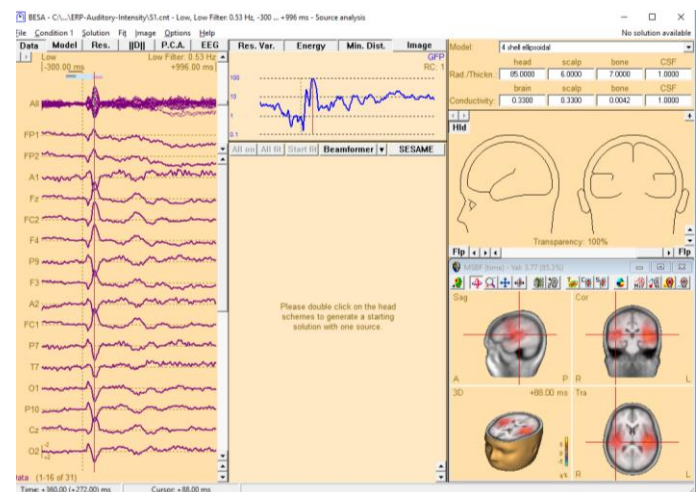 BESA - C:\...\ERP-Auditory-Intensity\S1.cnt - Low, Low Filter: 0.53 Hz, -300 ... +996 ms - Source analysis
File Condition 1 Solution Fit Image Options Help
No solution available
Data Model Res. ||D|| P.C.A. EEG
Low
Low Filter: 0.53 Hz
-300.00 ms
+996.00 ms
All
FP1
FP2
A1
Fz
FC2
F4
P9
F3
A2
FC1
P7
T7
O1
P10
Cz
O2
Data (1-16 of 31)
Time: +360.00 (+272.00) ms
Cursor: +88.00 ms
Res. Var. Energy Min. Dist. Image
GFP
RC: 1
100
10
1
0.1
All on All fit Start fit Beamformer SESAME
Please double click on the head
schemes to generate a starting
solution with one source.
Model: 4 shell ellipsoidal
head scalp bone CSF
Rad./Thickn. 85.0000 6.0000 7.0000 1.0000
brain scalp bone CSF
Conductivity: 0.3300 0.3300 0.0042 1.0000
Hld
Transparency: 100%
Flp
Flp
MSBF (time) - Val: 3.77 (85.2%)
Sag
Cor
A P R L
3D
+88.00 ms
Tra
R L